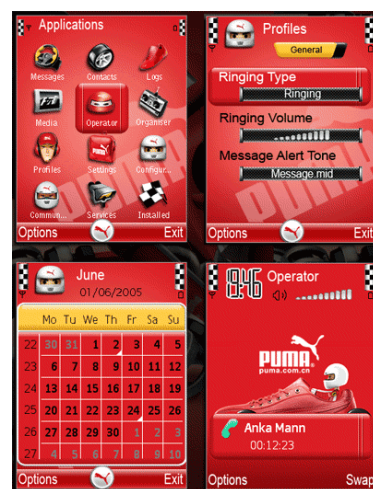 Applications
Messages Contacts Logs
Media Operator Organiser
Profiles Settings Configur...
Commun... Services Installed
Options Exit
Profiles
General
Ringing Type
Ringing
Ringing Volume
Message Alert Tone
Message.mid
Options Exit
PUMA
June
01/06/2005
Mo Tu We Th Fr Sa Su
22 30 31 1 2 3 4 5
23 6 7 8 9 10 11 12
24 13 14 15 16 17 18 19
25 20 21 22 23 24 25 26
26 27 28 29 30 1 2 3
27 4 5 6 7 8 9 10
Options Exit
09:46 Operator
PUMA
puma.com.cn
Anka Mann
00:12:23
Options Swap